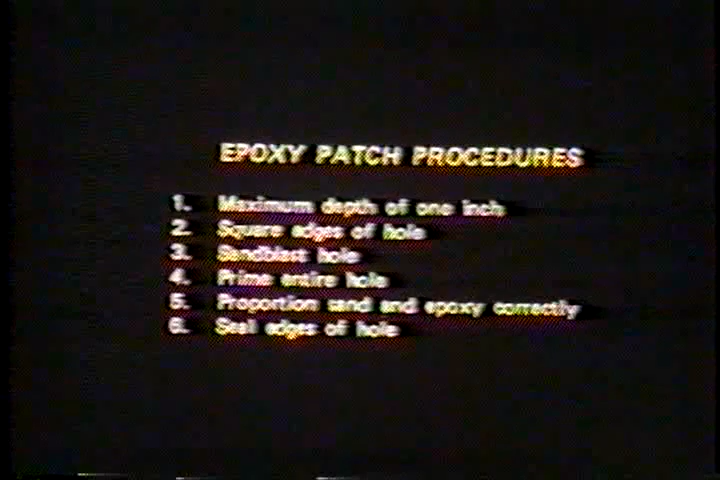 EPOXY PATCH PROCEDURES
1. Maximum depth of one inch
2. Square edges of hole
3. Sandblast hole
4. Prime entire hole
5. Proportion sand and epoxy correctly
6. Seal edges of hole